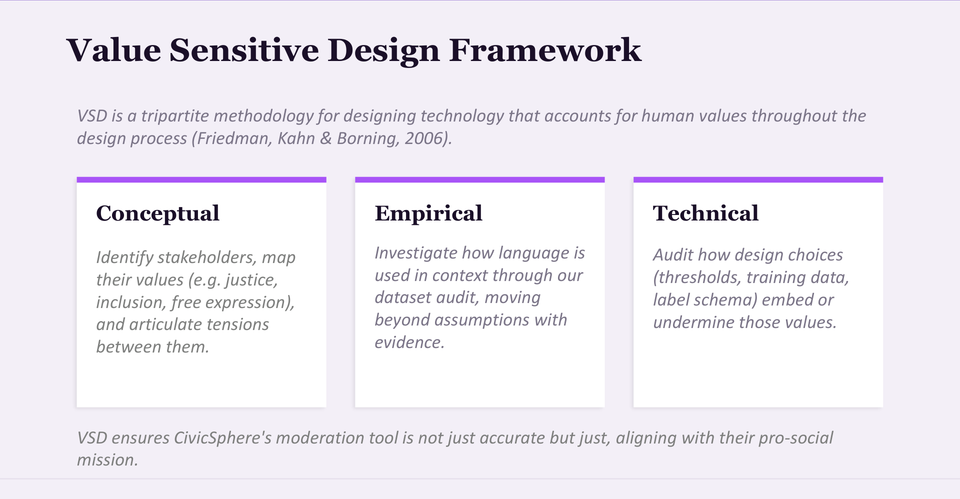 Value Sensitive Design Framework
VSD is a tripartite methodology for designing technology that accounts for human values throughout the
design process (Friedman, Kahn & Borning, 2006).
Conceptual
Identify stakeholders, map
their values (e.g. justice,
inclusion, free expression),
and articulate tensions
between them.
Empirical
Investigate how language is
used in context through our
dataset audit, moving
beyond assumptions with
evidence.
Technical
Audit how design choices
(thresholds, training data,
label schema) embed or
undermine those values.
VSD ensures CivicSphere's moderation tool is not just accurate but just, aligning with their pro-social
mission.